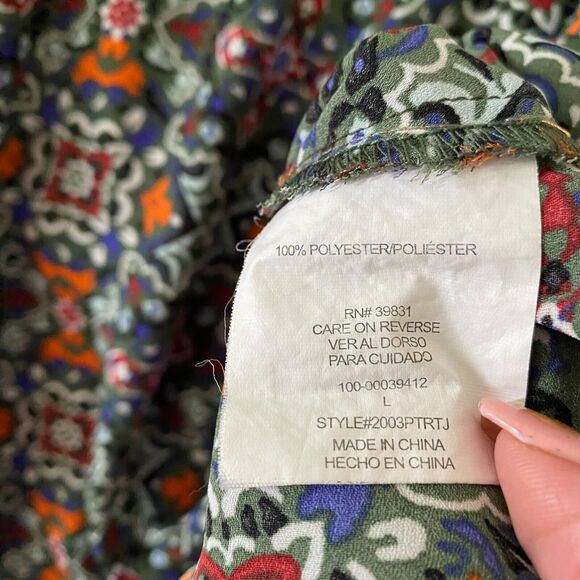 100% POLYESTER/POLIÉSTER
RN# 39831
CARE ON REVERSE
VER AL DORSO
PARA CUIDADO
100-00039412
L
STYLE#2003PTRTJ
MADE IN CHINA
HECHO EN CHINA